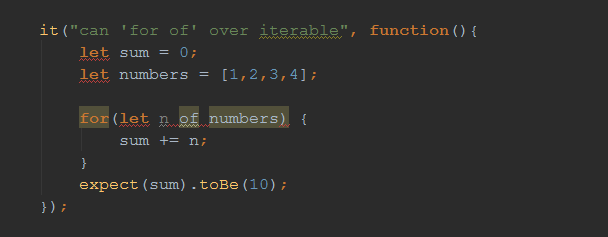 it("can 'for of' over iterable", function(){
let sum = 0;
let numbers = [1,2,3,4];
for(let n of numbers) {
sum += n;
}
expect(sum).toBe(10);
});